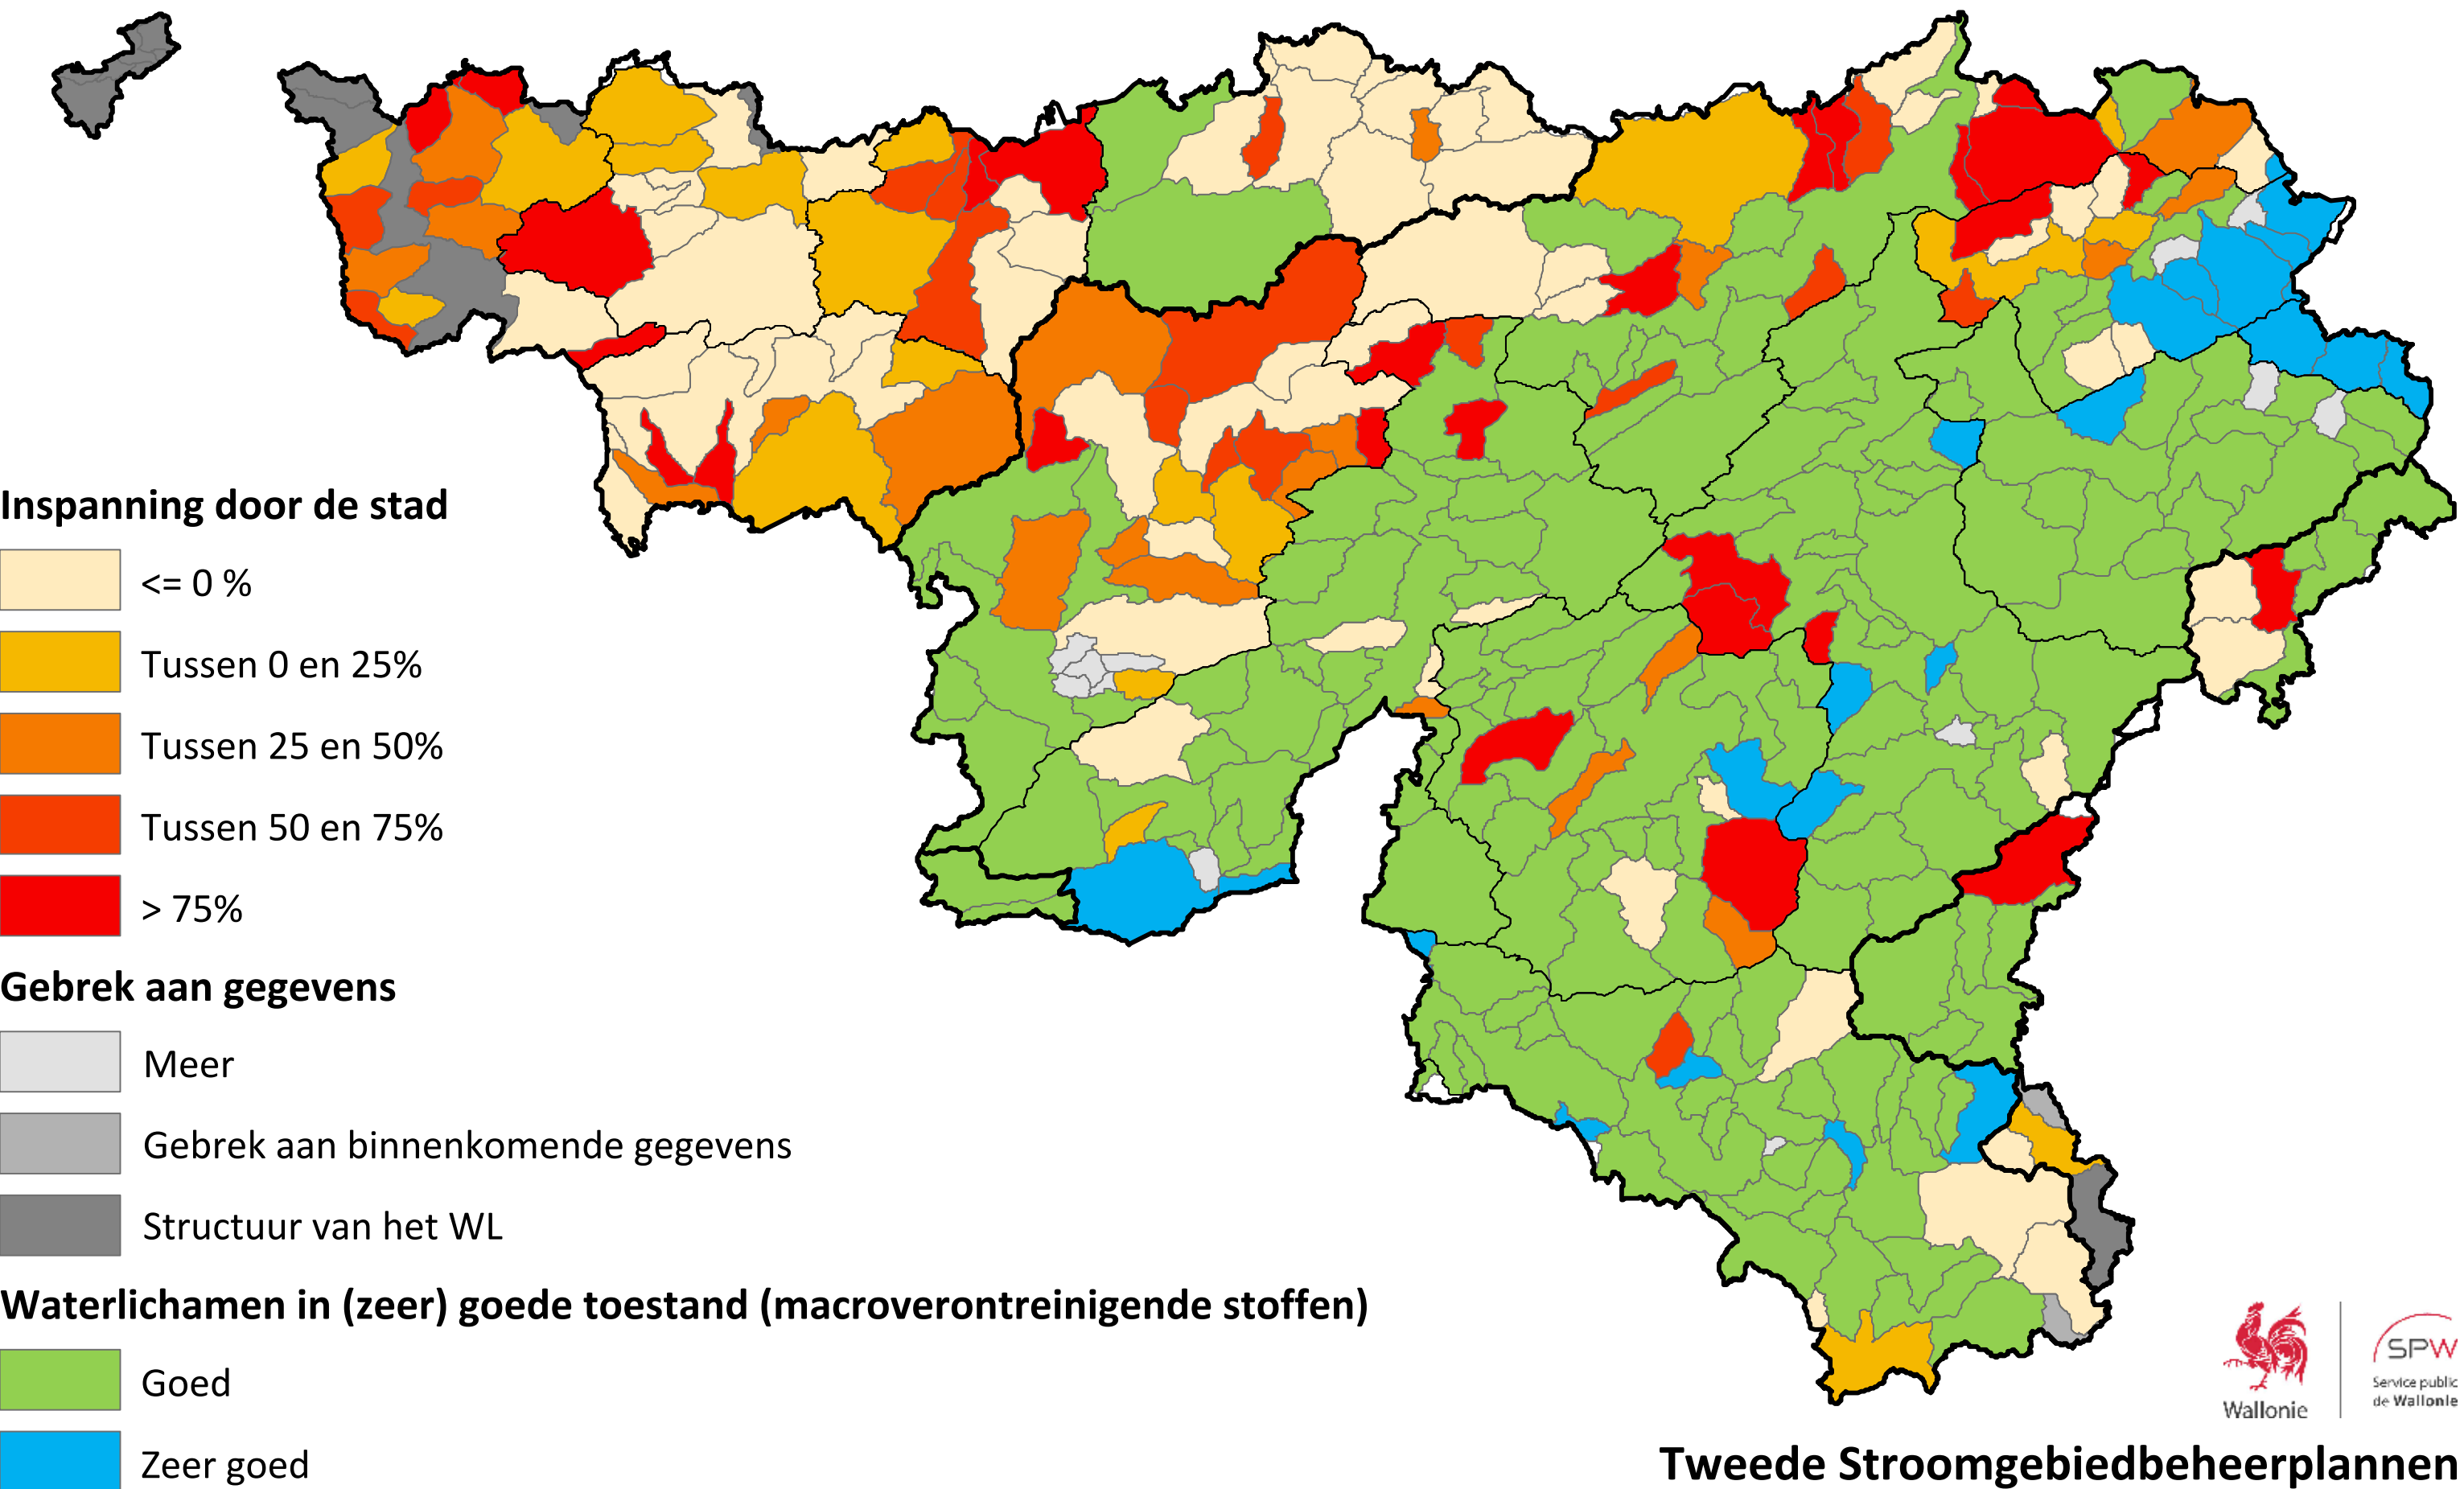 Inspanning door de stad
<= 0 %
Tussen 0 en 25%
Tussen 25 en 50%
Tussen 50 en 75%
> 75%
Gebrek aan gegevens
Meer
Gebrek aan binnenkomende gegevens
Structuur van het WL
Waterlichamen in (zeer) goede toestand (macroverontreinigende stoffen)
Goed
Zeer goed
Wallonie
SPW
Service public
de Wallonie
Tweede Stroomgebiedbeheerplannen